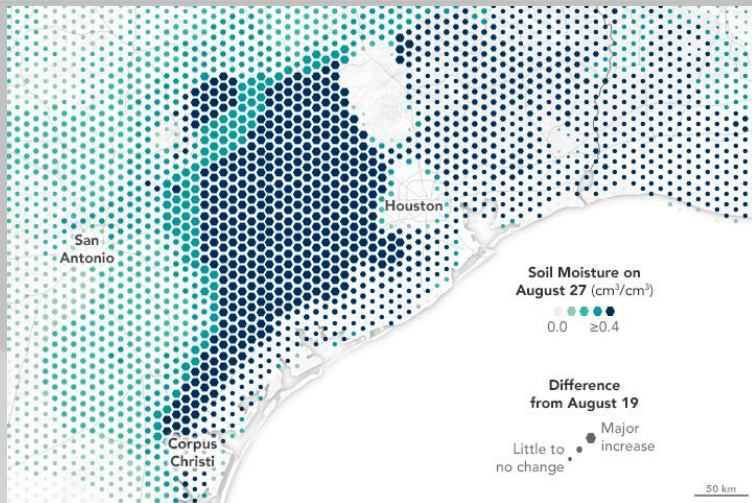 Houston
San
Antonio
Soil Moisture on
August 27 (cm³/cm³)
0.0 ≥0.4
Difference
from August 19
Major
increase
Little to
no change
Corpus
Christi
50 km